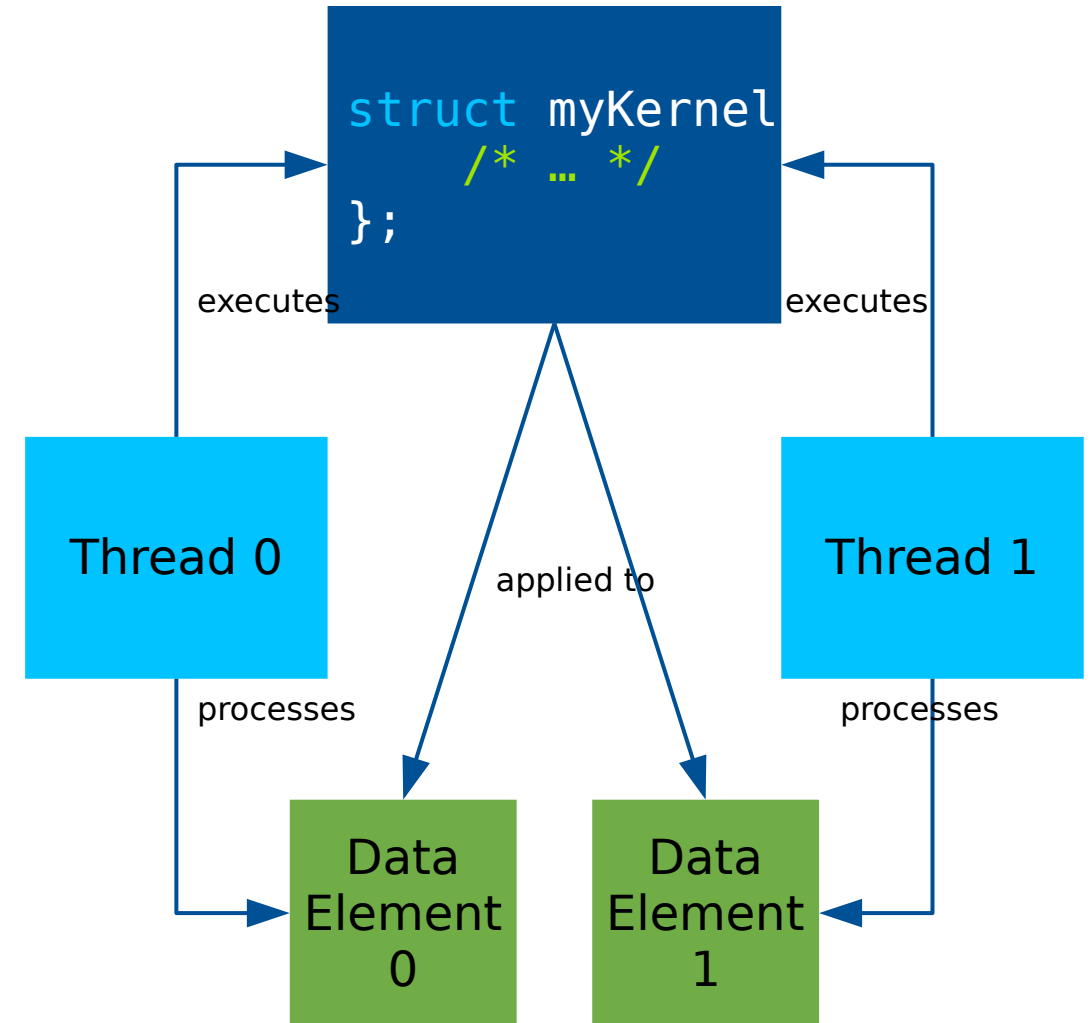 struct myKernel
/* … */
};
executes
executes
Thread 0
Thread 1
applied to
processes
processes
Data
Element
0
Data
Element
1